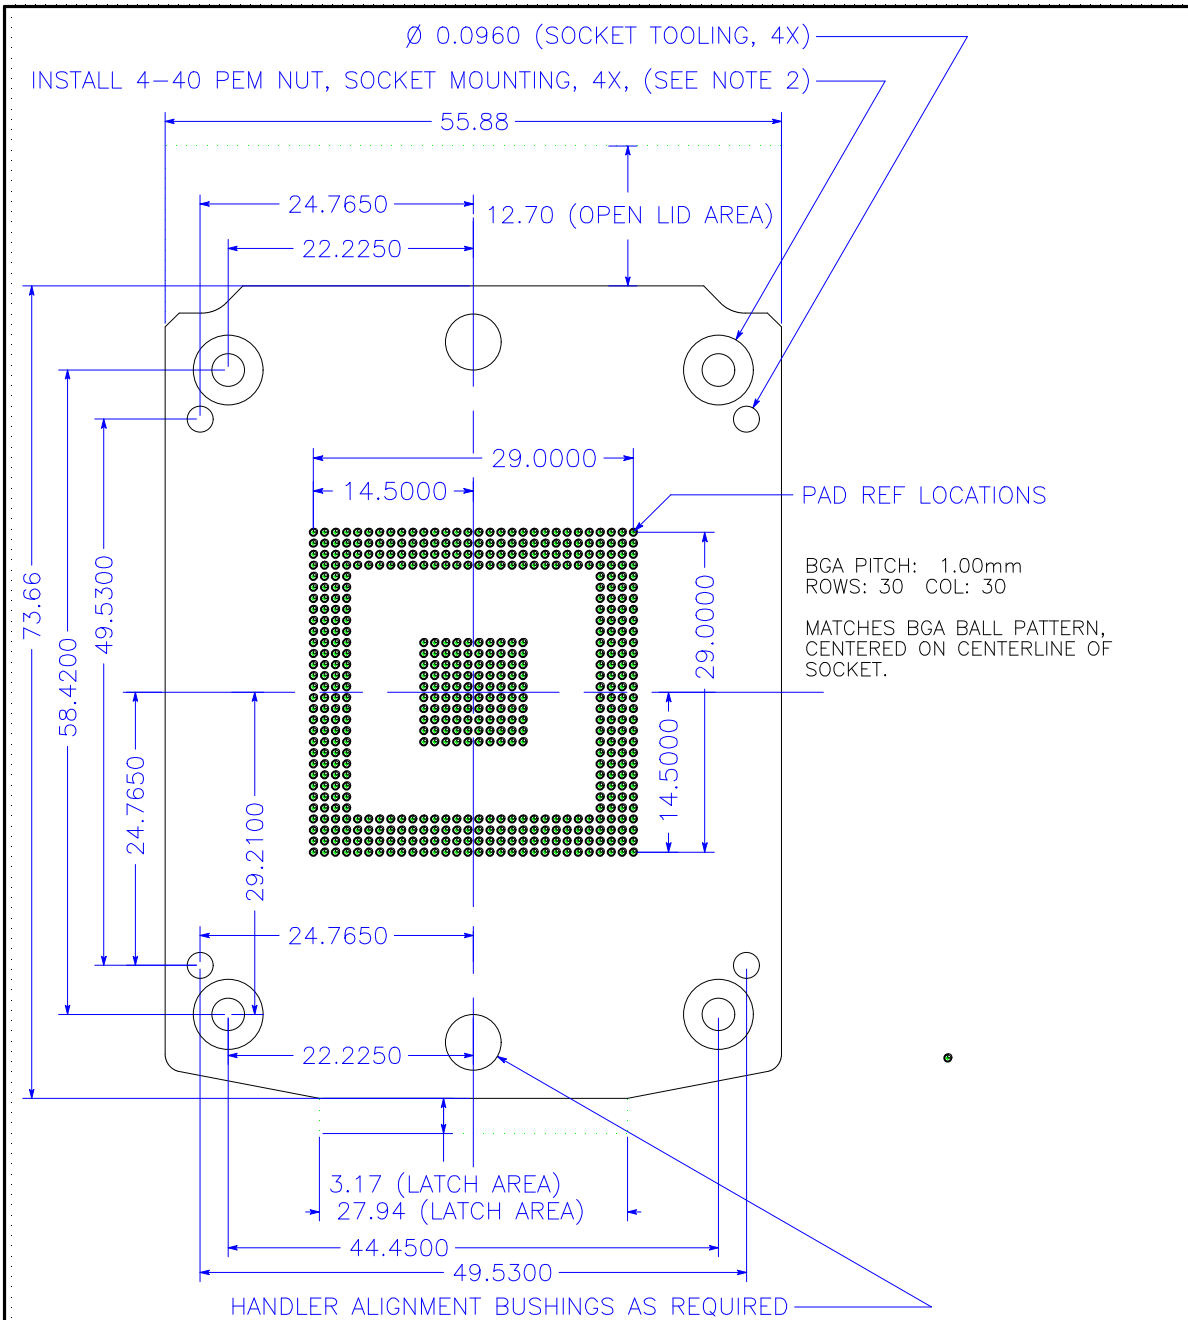 Ø 0.0960 (SOCKET TOOLING, 4X)
INSTALL 4-40 PEM NUT, SOCKET MOUNTING, 4X, (SEE NOTE 2)
55.88
24.7650
12.70 (OPEN LID AREA)
22.2250
29.0000
14.5000
PAD REF LOCATIONS
BGA PITCH: 1.00mm
ROWS: 30 COL: 30
MATCHES BGA BALL PATTERN,
CENTERED ON CENTERLINE OF
SOCKET.
73.66
49.5300
58.4200
29.0000
24.7650
29.2100
14.5000
24.7650
22.2250
3.17 (LATCH AREA)
27.94 (LATCH AREA)
44.4500
49.5300
HANDLER ALIGNMENT BUSHINGS AS REQUIRED